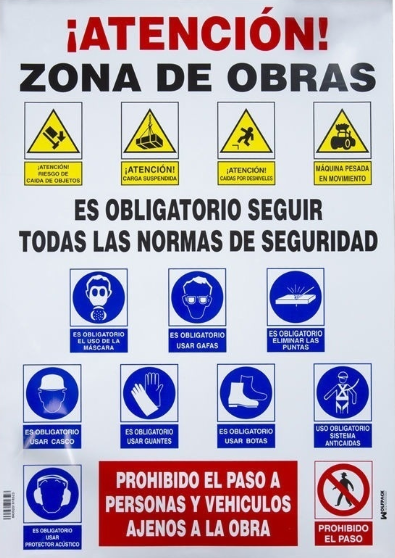 ¡ATENCIÓN!
ZONA DE OBRAS
¡ATENCIÓN!
RIESGO DE
CAIDA DE OBJETOS
¡ATENCIÓN!
CARGA SUSPENDIDA
¡ATENCIÓN!
CAIDAS POR DESNIVELES
MÁQUINA PESADA
EN MOVIMIENTO
ES OBLIGATORIO SEGUIR
TODAS LAS NORMAS DE SEGURIDAD
ES OBLIGATORIO
EL USO DE LA
MÁSCARA
ES OBLIGATORIO
USAR GAFAS
ES OBLIGATORIO
ELIMINAR LAS
PUNTAS
ES OBLIGATORIO
USAR CASCO
ES OBLIGATORIO
USAR GUANTES
ES OBLIGATORIO
USAR BOTAS
USO OBLIGATORIO
SISTEMA
ANTICAIDAS
ES OBLIGATORIO
USAR
PROTECTOR ACÚSTICO
PROHIBIDO EL PASO A
PERSONAS Y VEHICULOS
AJENOS A LA OBRA
PROHIBIDO
EL PASO
WOLFPACK